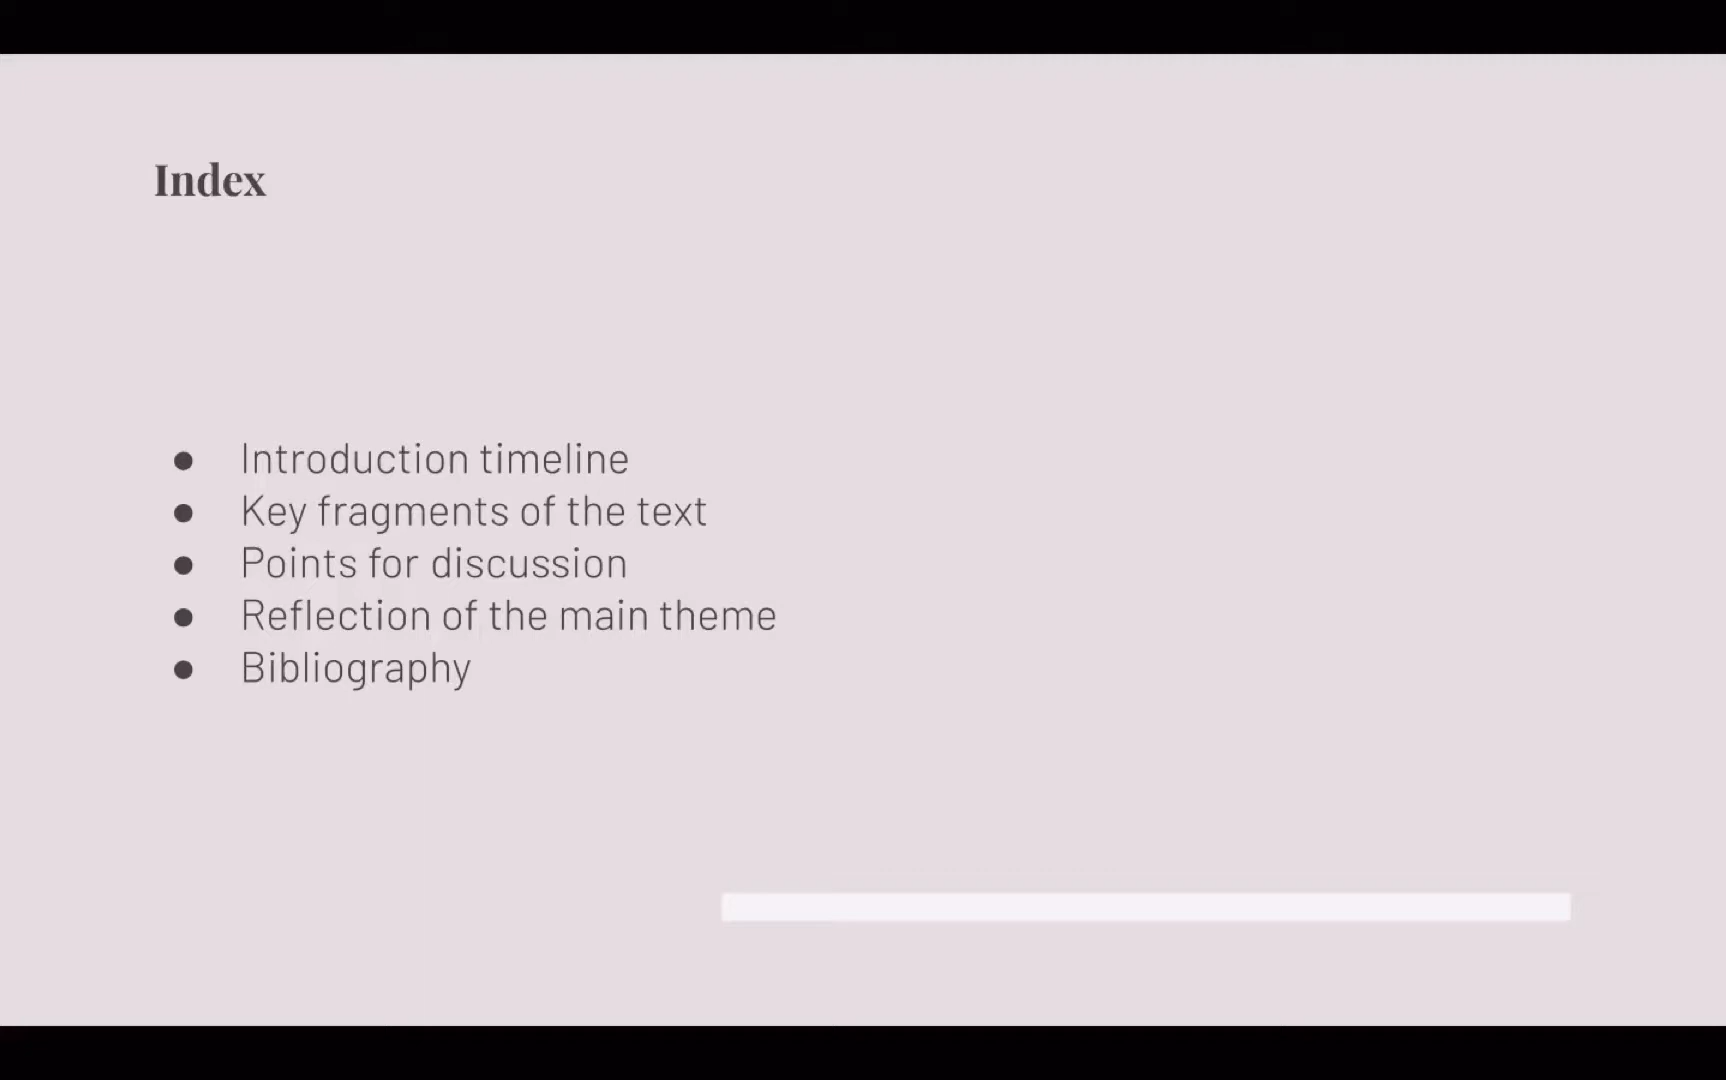 Index
● Introduction timeline
● Key fragments of the text
● Points for discussion
● Reflection of the main theme
● Bibliography